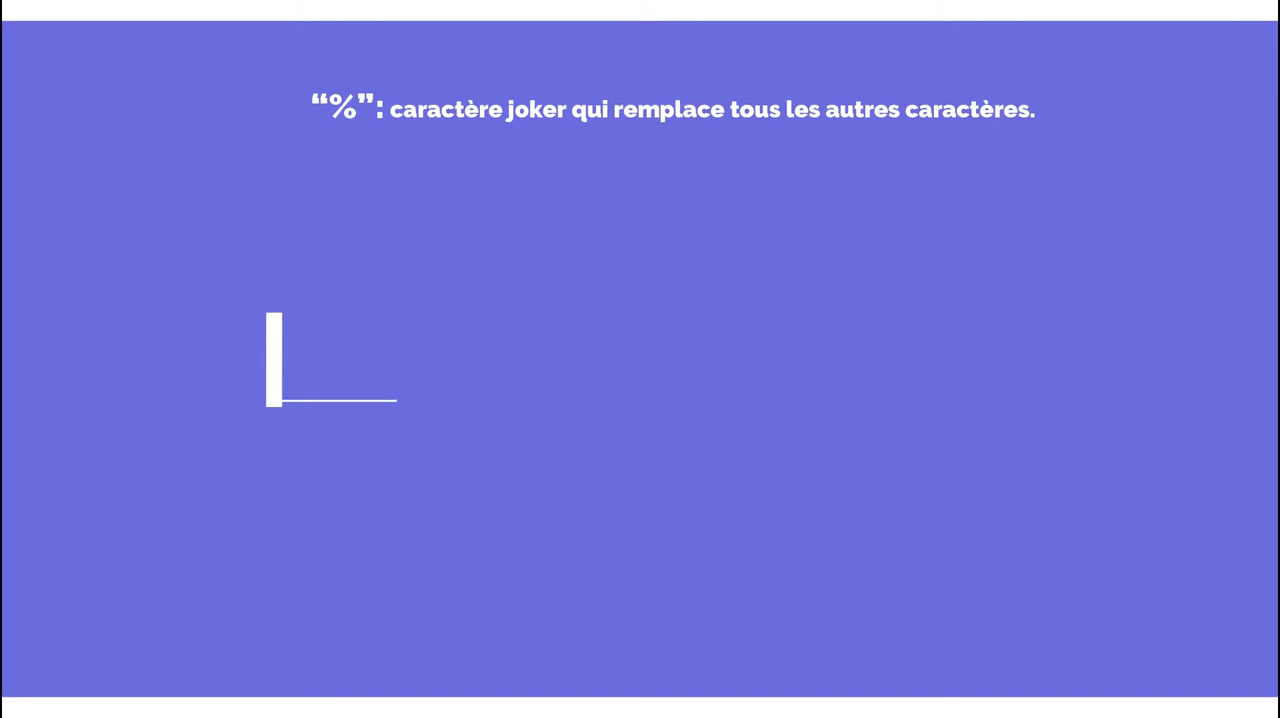 “%”: caractère joker qui remplace tous les autres caractères.